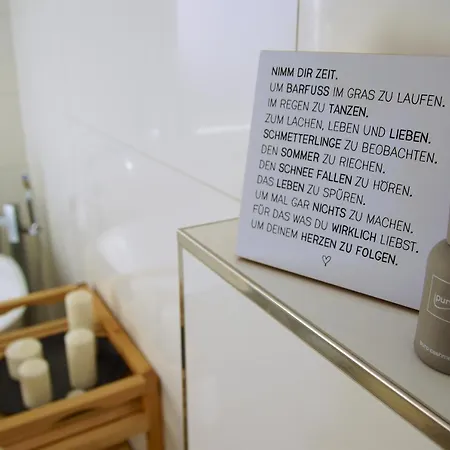 NIMM DIR ZEIT.
UM BARFUSS IM GRAS ZU LAUFEN.
IM REGEN ZU TANZEN.
ZUM LACHEN, LEBEN UND LIEBEN.
SCHMETTERLINGE ZU BEOBACHTEN.
DEN SOMMER ZU RIECHEN.
DEN SCHNEE FALLEN ZU HÖREN.
DAS LEBEN ZU SPÜREN.
UM MAL GAR NICHTS ZU MACHEN.
FÜR DAS WAS DU WIRKLICH LIEBST.
UM DEINEM HERZEN ZU FOLGEN.